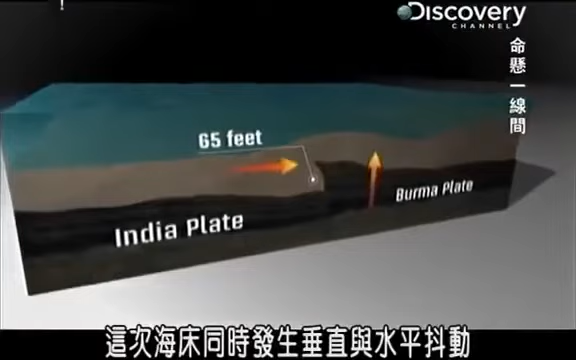 !
Discovery
CHANNEL
命懸一線間
65 feet
India Plate
Burma Plate
這次海床同時發生垂直與水平抖動